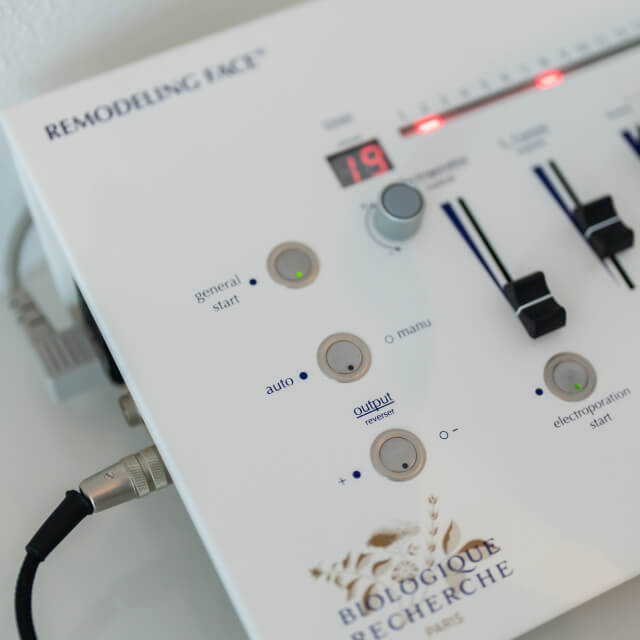 REMODELING FACE®
19
general
start
auto
manu
output
reverser
+
-
electroporation
start
BIOLOGIQUE
RECHERCHE
PARIS